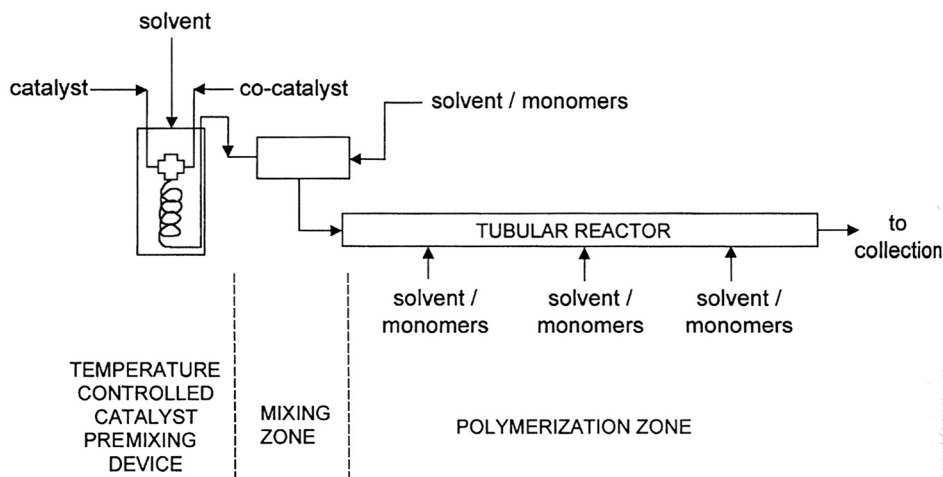 solvent
catalyst
co-catalyst
solvent / monomers
TUBULAR REACTOR
to
collection
solvent /
monomers
solvent /
monomers
solvent /
monomers
TEMPERATURE
CONTROLLED
CATALYST
PREMIXING
DEVICE
MIXING
ZONE
POLYMERIZATION ZONE